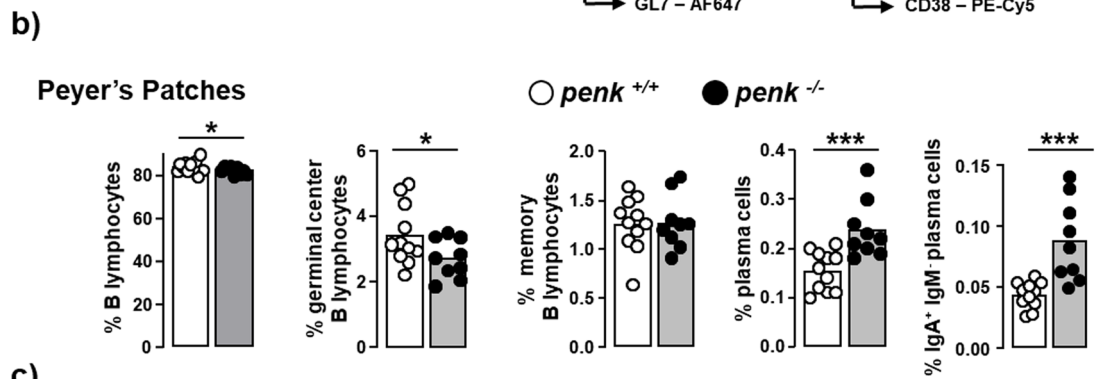 GL7 – AF647
CD38 – PE-Cy5
b)
Peyer's Patches
penk +/+
penk -/-
% B lymphocytes
80
60
40
20
0
*
% germinal center
B lymphocytes
6
4
2
0
*
% memory
B lymphocytes
2.0
1.5
1.0
0.5
0.0
% plasma cells
0.4
0.3
0.2
0.1
0.0
***
% IgA+ IgM- plasma cells
0.15
0.10
0.05
0.00
***
c)